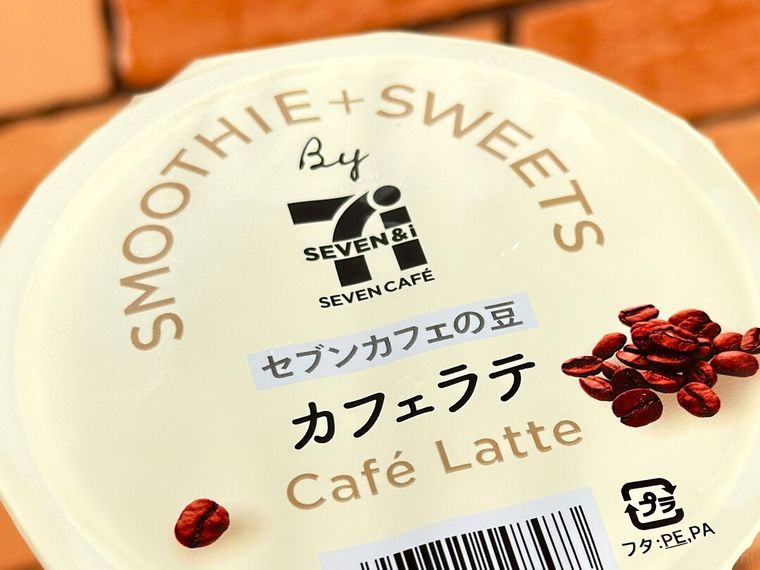 SMOOTHIE+SWEETS
By
7i
SEVEN&i
SEVEN CAFÉ
セブンカフェの豆
カフェラテ
Café Latte
プラ
フタ:PE,PA